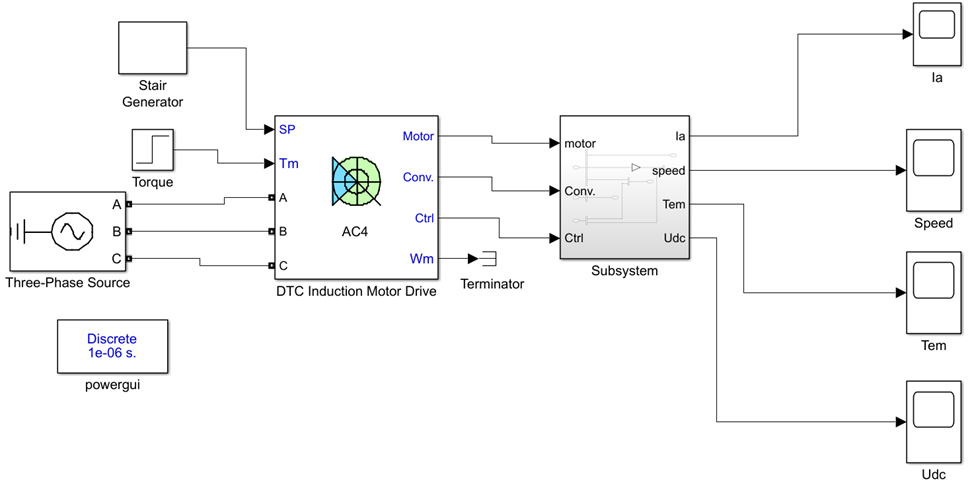 Stair
Generator
Torque
A
B
C
Three-Phase Source
Discrete
1e-06 s.
powergui
SP
Tm
A
B
C
AC4
Motor
Conv.
Ctrl
Wm
DTC Induction Motor Drive
Terminator
motor
Conv.
Ctrl
Ia
speed
Tem
Udc
Subsystem
Ia
Speed
Tem
Udc